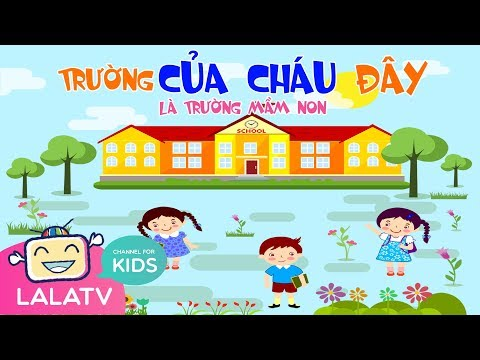 TRƯỜNG CỦA CHÁU ĐÂY
LÀ TRƯỜNG MẦM NON
SCHOOL
CHANNEL FOR
KIDS
LALATV